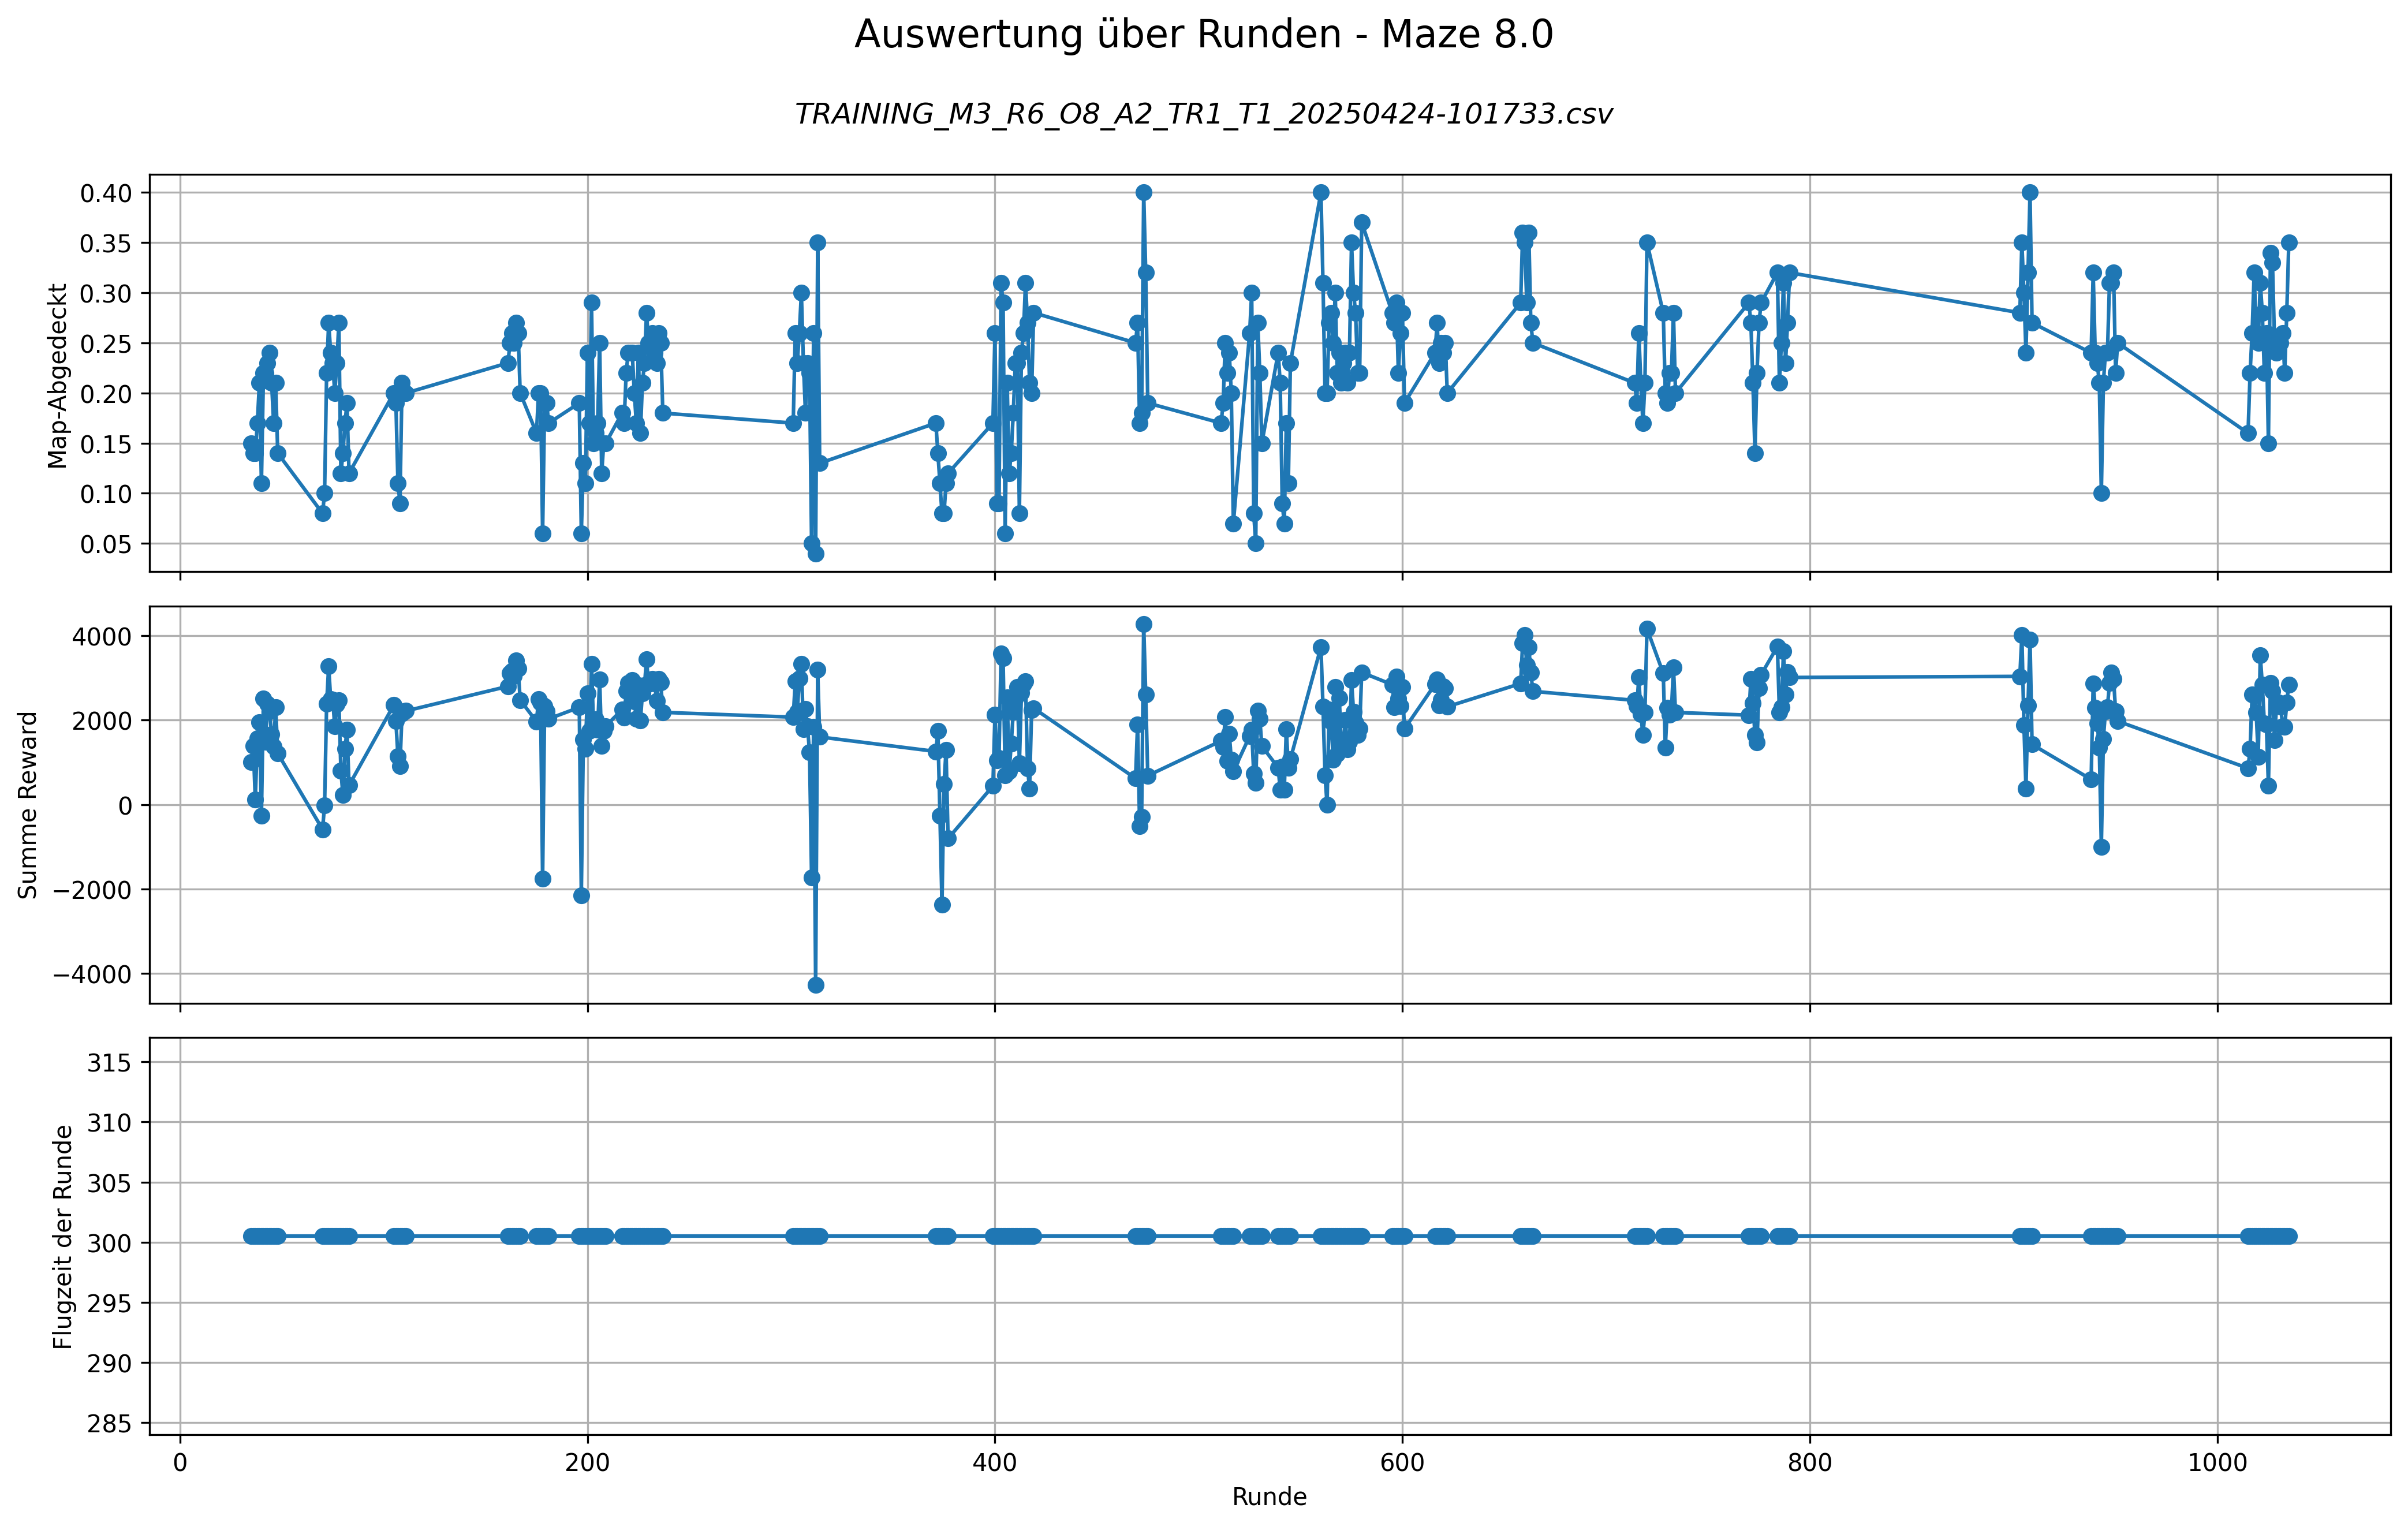 Auswertung über Runden - Maze 8.0
TRAINING_M3_R6_O8_A2_TR1_T1_20250424-101733.csv
Map-Abgedeckt
0.40
0.35
0.30
0.25
0.20
0.15
0.10
0.05
Summe Reward
4000
2000
0
−2000
−4000
Flugzeit der Runde
315
310
305
300
295
290
285
0 200 400 600 800 1000
Runde